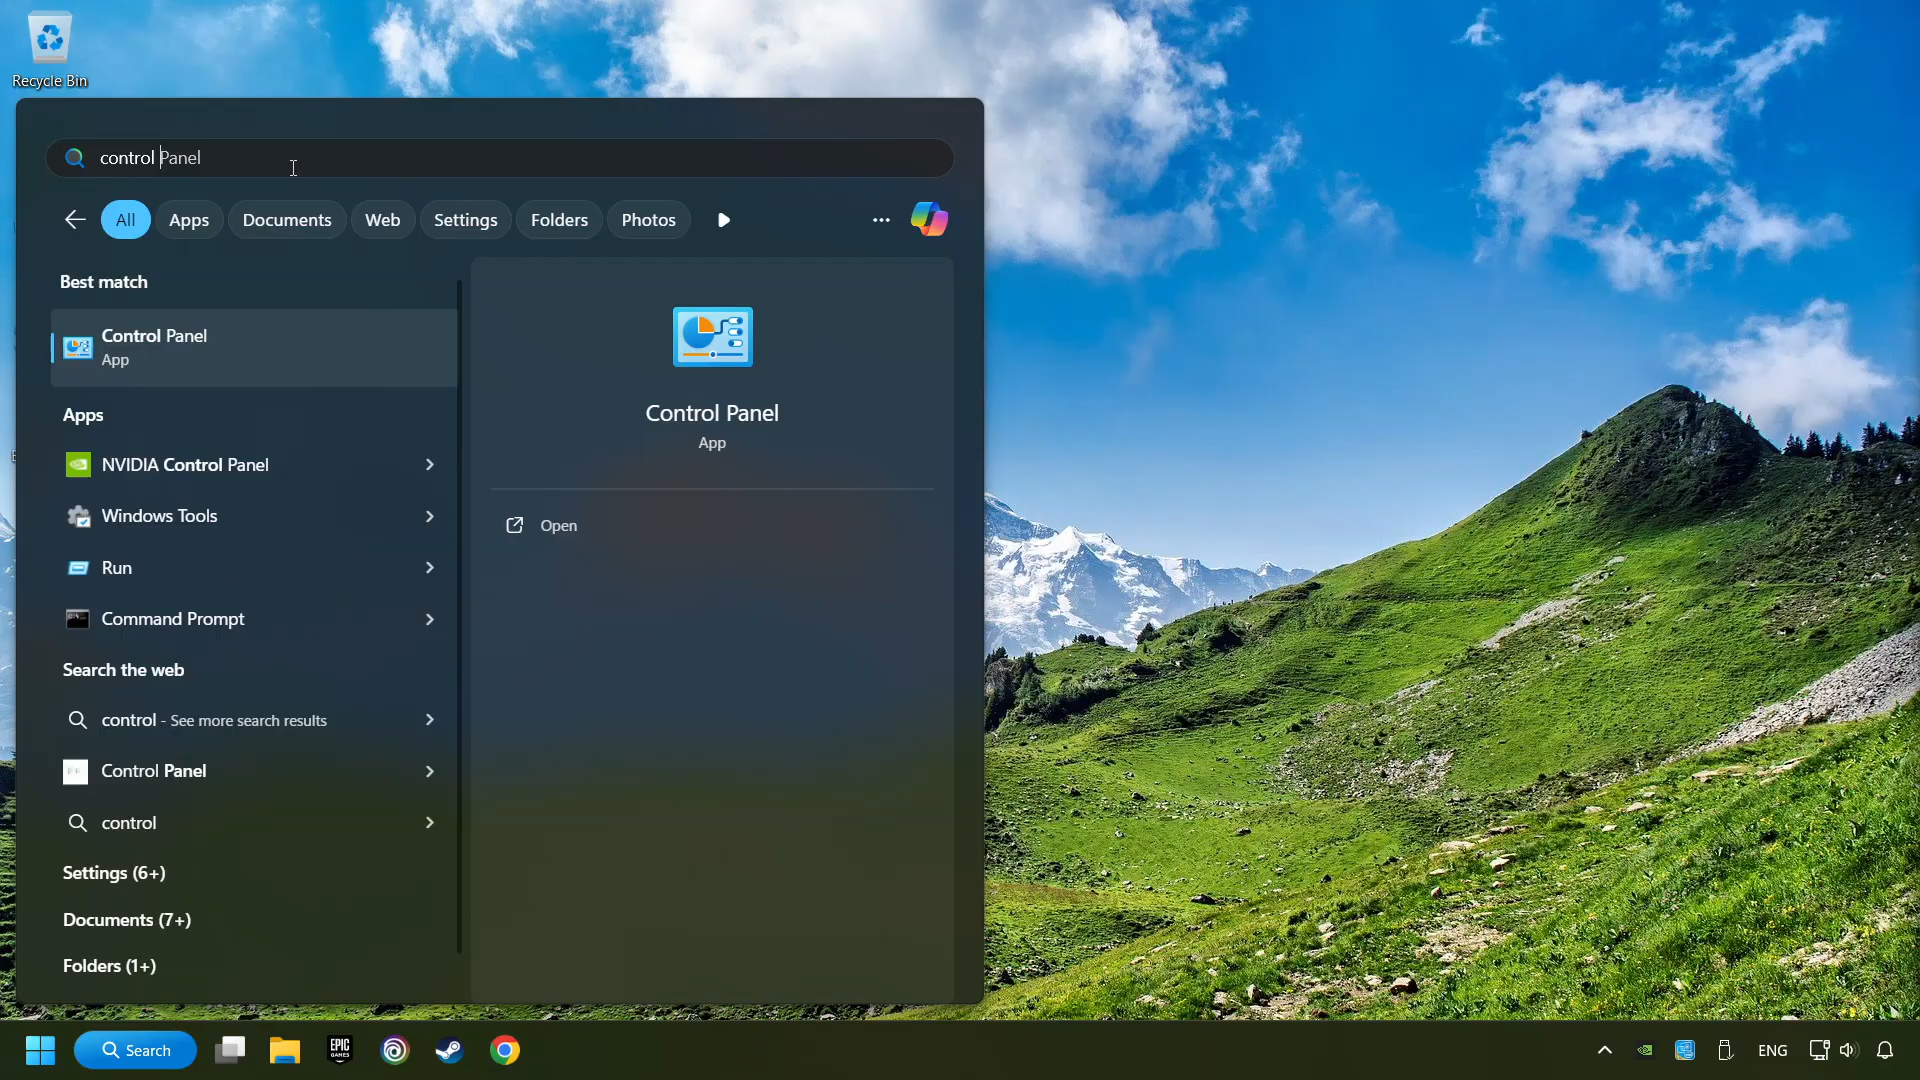 Recycle Bin
control Panel
All
Apps
Documents
Web
Settings
Folders
Photos
Best match
Control Panel
App
Apps
NVIDIA Control Panel
Windows Tools
Run
Command Prompt
Search the web
control - See more search results
Control Panel
control
Settings (6+)
Documents (7+)
Folders (1+)
Control Panel
App
Open
Search
EPIC
GAMES
ENG